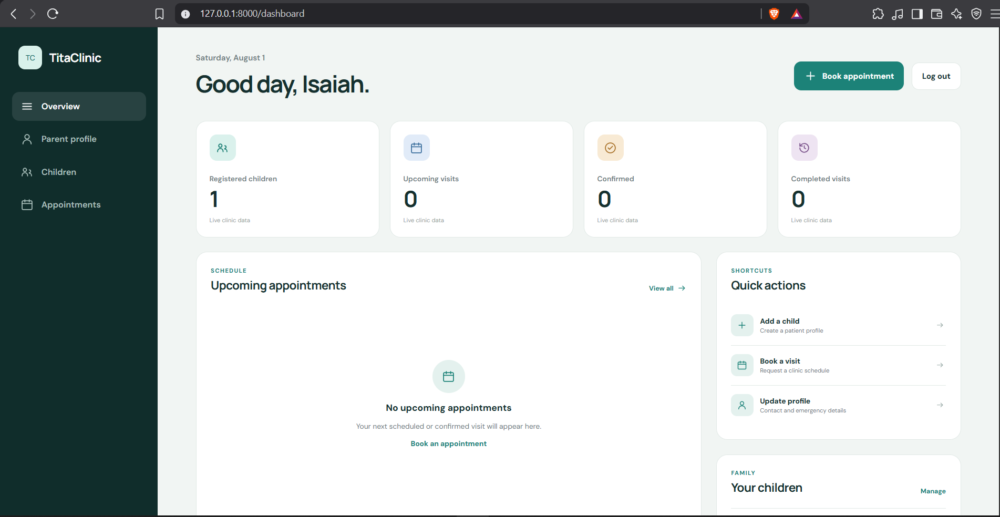 127.0.0.1:8000/dashboard
TC
TitaClinic
Overview
Parent profile
Children
Appointments
Saturday, August 1
Good day, Isaiah.
Book appointment
Log out
Registered children
1
Live clinic data
Upcoming visits
0
Live clinic data
Confirmed
0
Live clinic data
Completed visits
0
Live clinic data
SCHEDULE
Upcoming appointments
View all
No upcoming appointments
Your next scheduled or confirmed visit will appear here.
Book an appointment
SHORTCUTS
Quick actions
Add a child
Create a patient profile
Book a visit
Request a clinic schedule
Update profile
Contact and emergency details
FAMILY
Your children
Manage